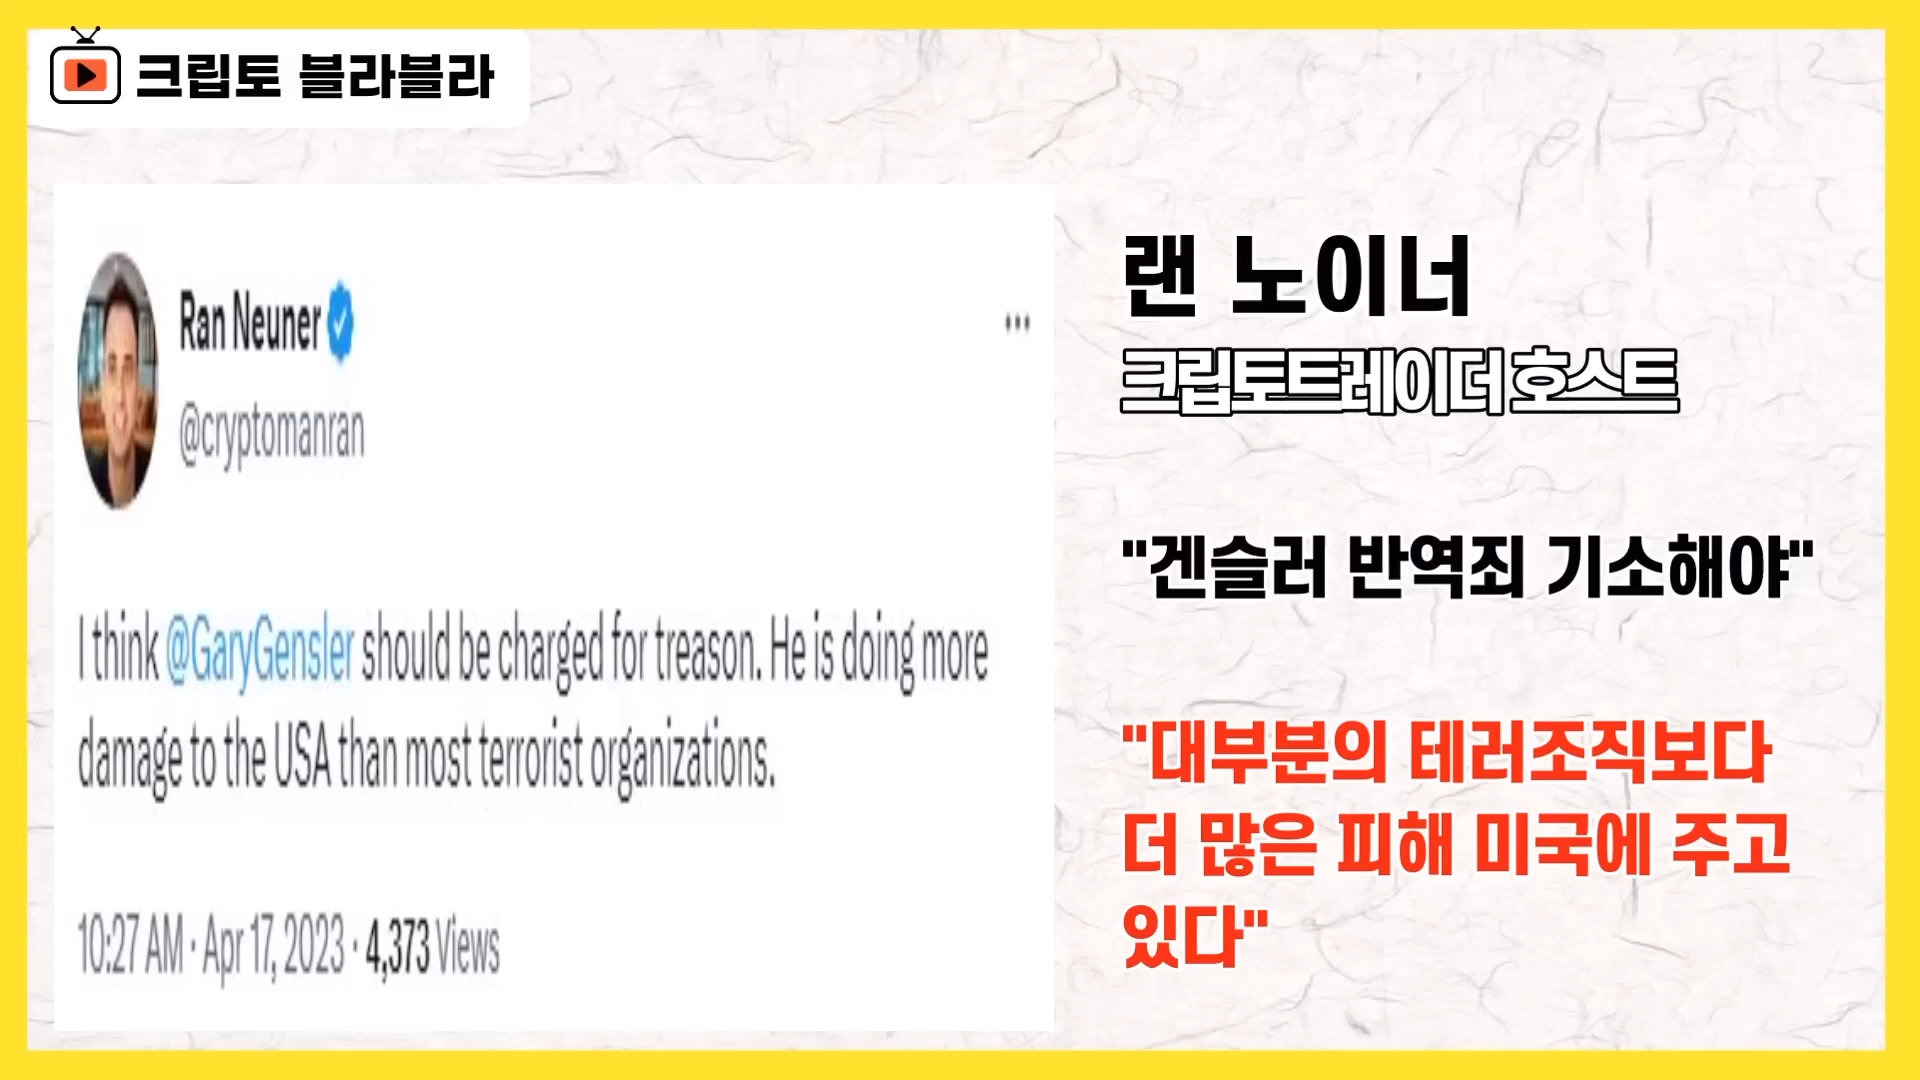 크립토 블라블라
Ran Neuner
@cryptomanran
I think @GaryGensler should be charged for treason. He is doing more
damage to the USA than most terrorist organizations.
10:27 AM · Apr 17, 2023 · 4,373 Views
랜 노이너
크립토트레이더 호스트
"겐슬러 반역죄 기소해야"
"대부분의 테러조직보다
더 많은 피해 미국에 주고
있다"